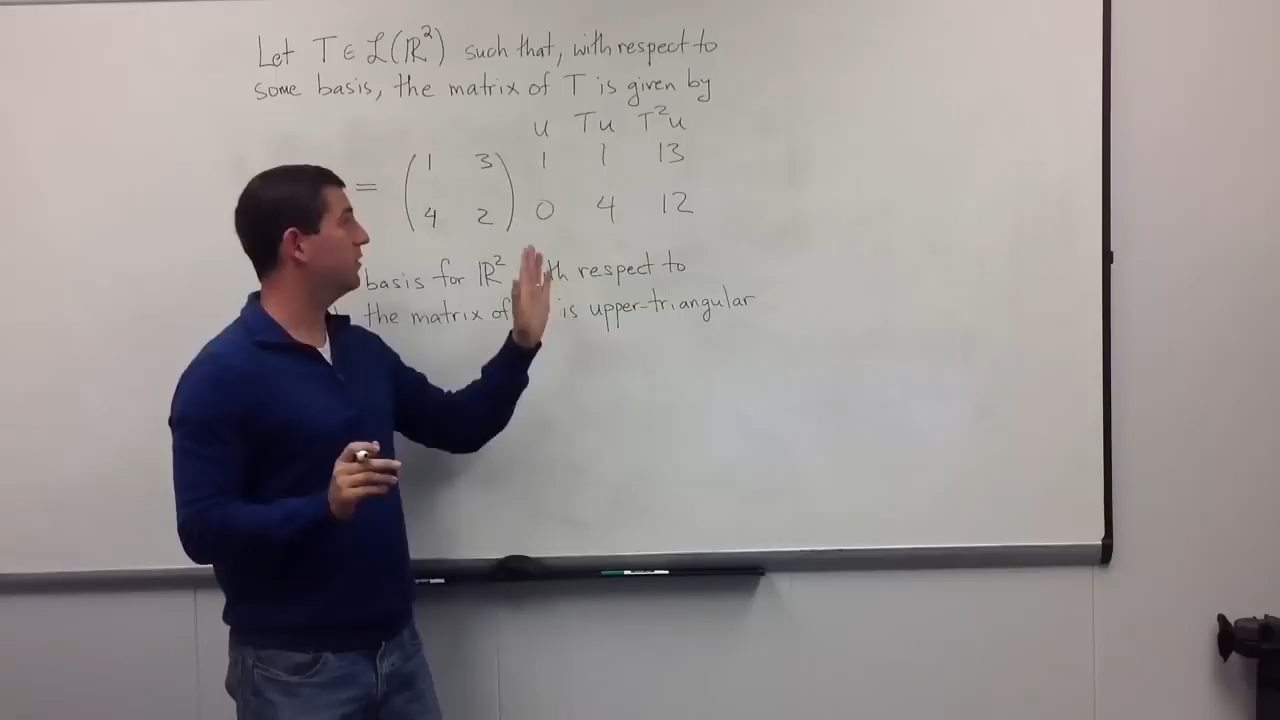 Let T ∈ ℒ(ℝ²) such that, with respect to
some basis, the matrix of T is given by
u Tu T²u
= ( 1 3 ) 1 1 13
( 4 2 ) 0 4 12
basis for ℝ² respect to
the matrix of is upper-triangular